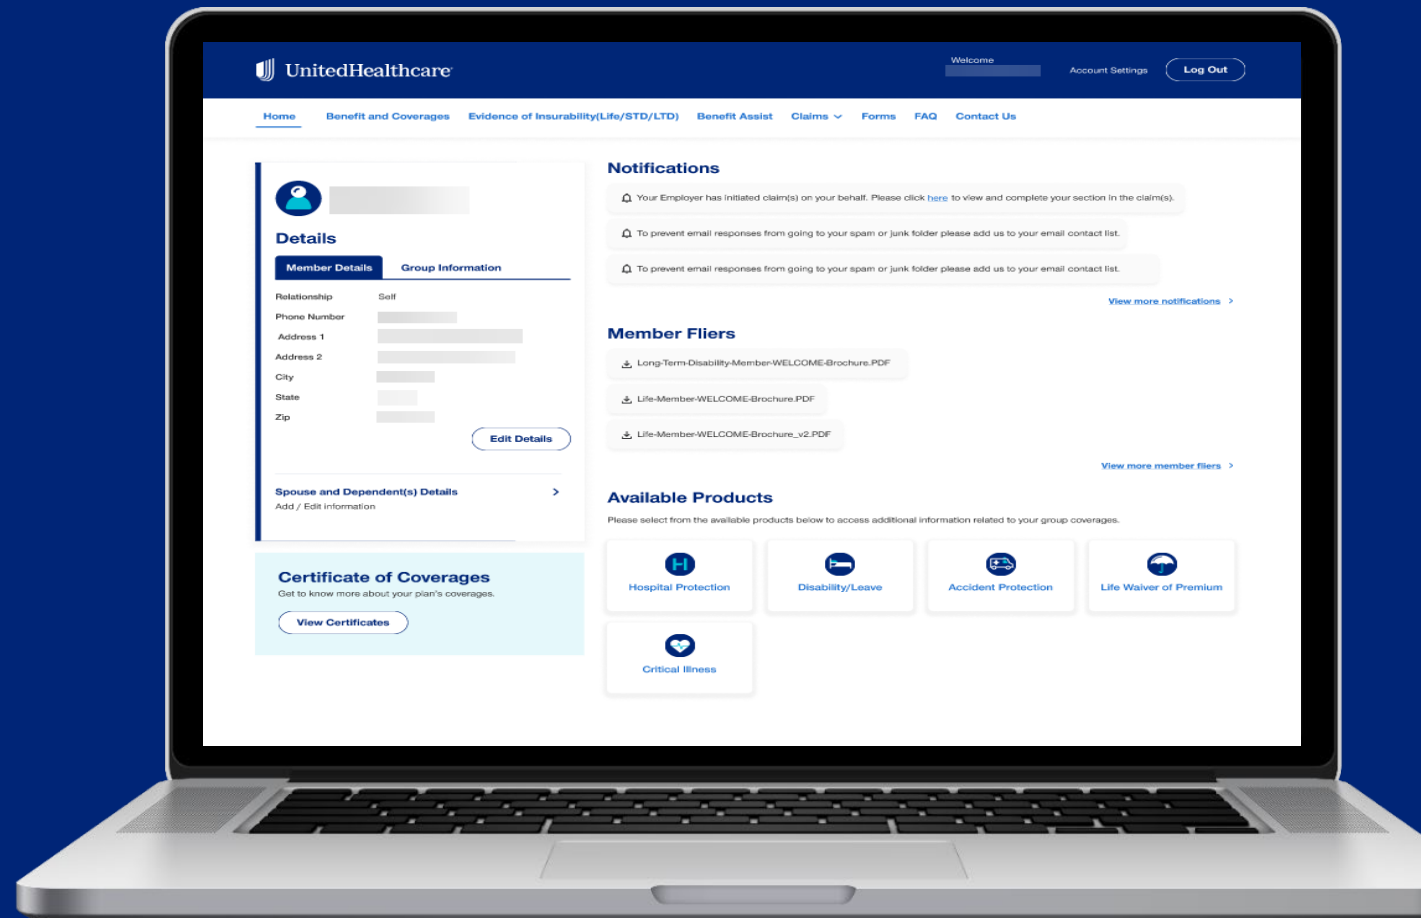 UnitedHealthcare
Welcome
Account Settings
Log Out
Home
Benefit and Coverages
Evidence of Insurability(Life/STD/LTD)
Benefit Assist
Claims
Forms
FAQ
Contact Us
Details
Member Details
Group Information
Relationship
Self
Phone Number
Address 1
Address 2
City
State
Zip
Edit Details
Spouse and Dependent(s) Details
Add / Edit information
Certificate of Coverages
Get to know more about your plan's coverages.
View Certificates
Notifications
Your Employer has initiated claim(s) on your behalf. Please click here to view and complete your section in the claim(s).
To prevent email responses from going to your spam or junk folder please add us to your email contact list.
To prevent email responses from going to your spam or junk folder please add us to your email contact list.
View more notifications
Member Fliers
Long-Term-Disability-Member-WELCOME-Brochure.PDF
Life-Member-WELCOME-Brochure.PDF
Life-Member-WELCOME-Brochure_v2.PDF
View more member fliers
Available Products
Please select from the available products below to access additional information related to your group coverages.
H
Hospital Protection
Disability/Leave
Accident Protection
Life Waiver of Premium
Critical Illness